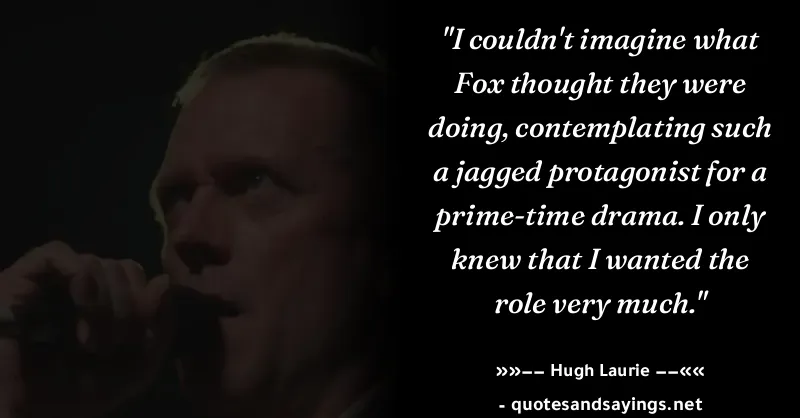 "I couldn't imagine what
Fox thought they were
doing, contemplating such
a jagged protagonist for a
prime-time drama. I only
knew that I wanted the
role very much."
»»−− Hugh Laurie −−««
- quotesandsayings.net